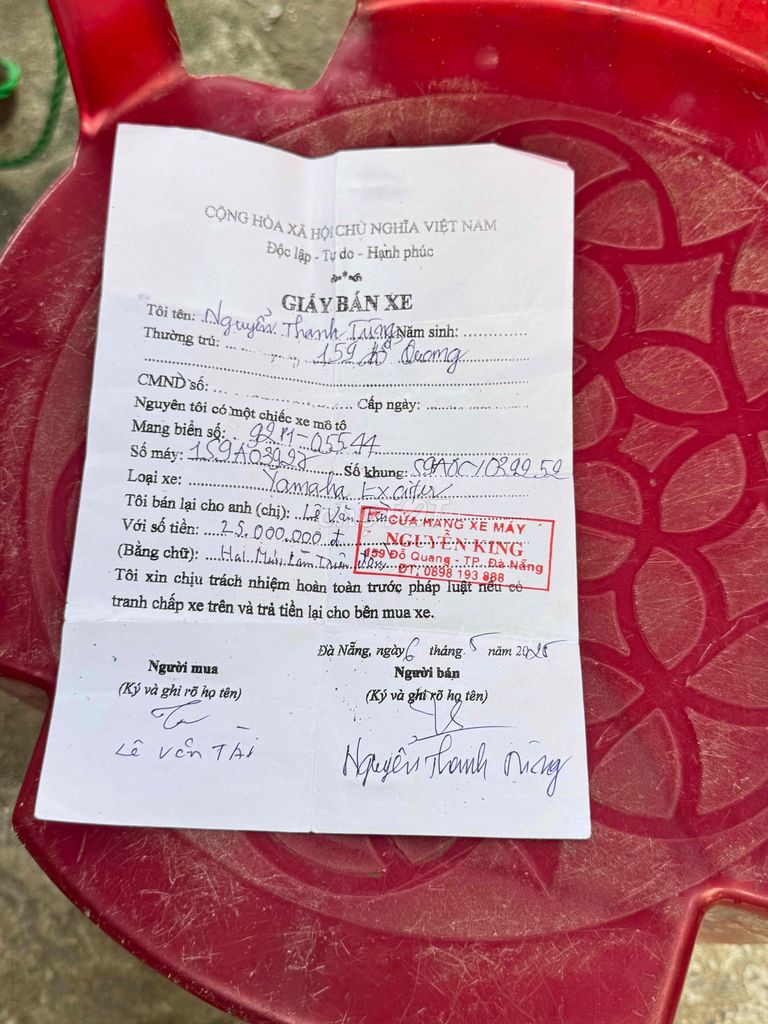 CỘNG HÒA XÃ HỘI CHỦ NGHĨA VIỆT NAM
Độc lập - Tự do - Hạnh phúc
GIẤY BÁN XE
Tôi tên: Nguyễn Thanh Tùng Năm sinh:
Thường trú: 159 Đỗ Quang
CMND số: Cấp ngày:
Nguyên tôi có một chiếc xe mô tô
Mang biển số: 92M-05544
Số máy: Số khung:
Loại xe: Yamaha Exciter
Tôi bán lại cho anh (chị): Lê Văn
Với số tiền: 25.000.000 đ
(Bằng chữ): Hai Mươi Lăm Triệu
CỬA HÀNG XE MÁY
NGUYÊN KING
159 Đỗ Quang - TP. Đà Nẵng
ĐT: 0898 193 888
Tôi xin chịu trách nhiệm hoàn toàn trước pháp luật nếu có
tranh chấp xe trên và trả tiền lại cho bên mua xe.
Đà Nẵng, ngày 6 tháng 5 năm 2025
Người mua Người bán
(Ký và ghi rõ họ tên) (Ký và ghi rõ họ tên)
Lê Văn Tài Nguyễn Thanh Tùng